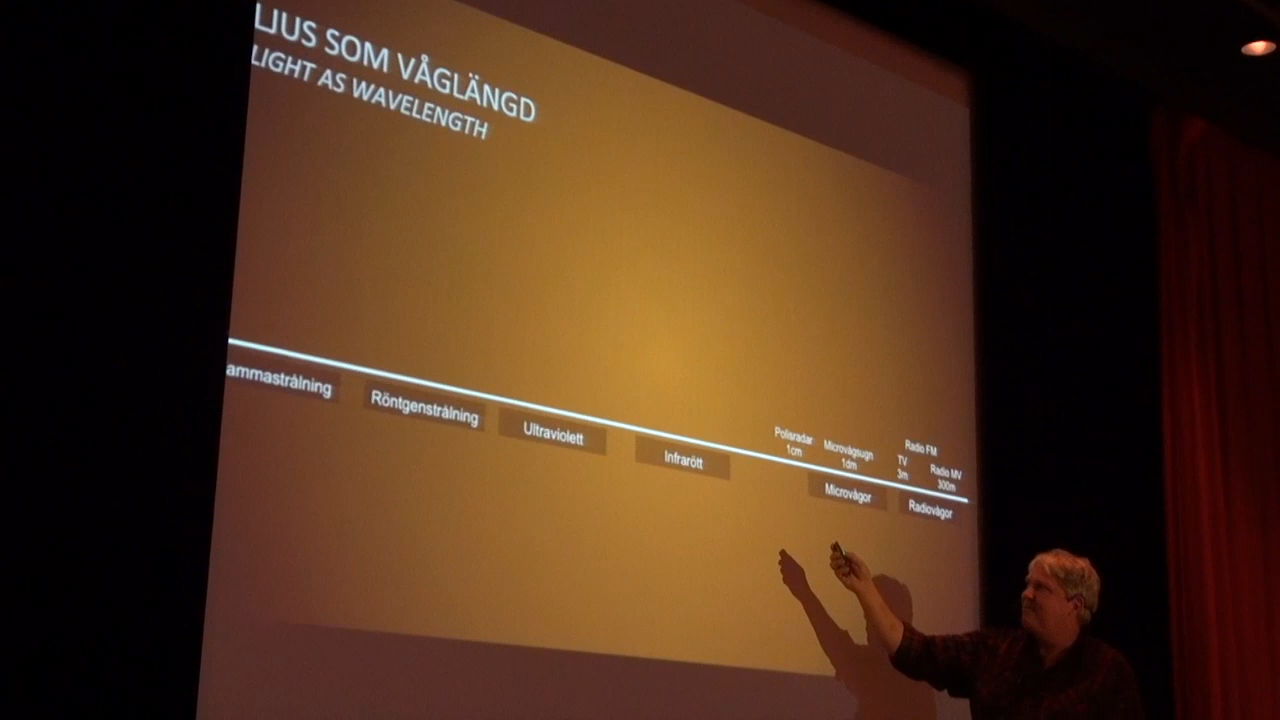 LJUS SOM VÅGLÄNGD
LIGHT AS WAVELENGTH
ammastrålning
Röntgenstrålning
Ultraviolett
Infrarött
Polisradar
1cm
Microvågsugn
1dm
Radio FM
TV
3m
Radio MV
300m
Microvågor
Radiovågor